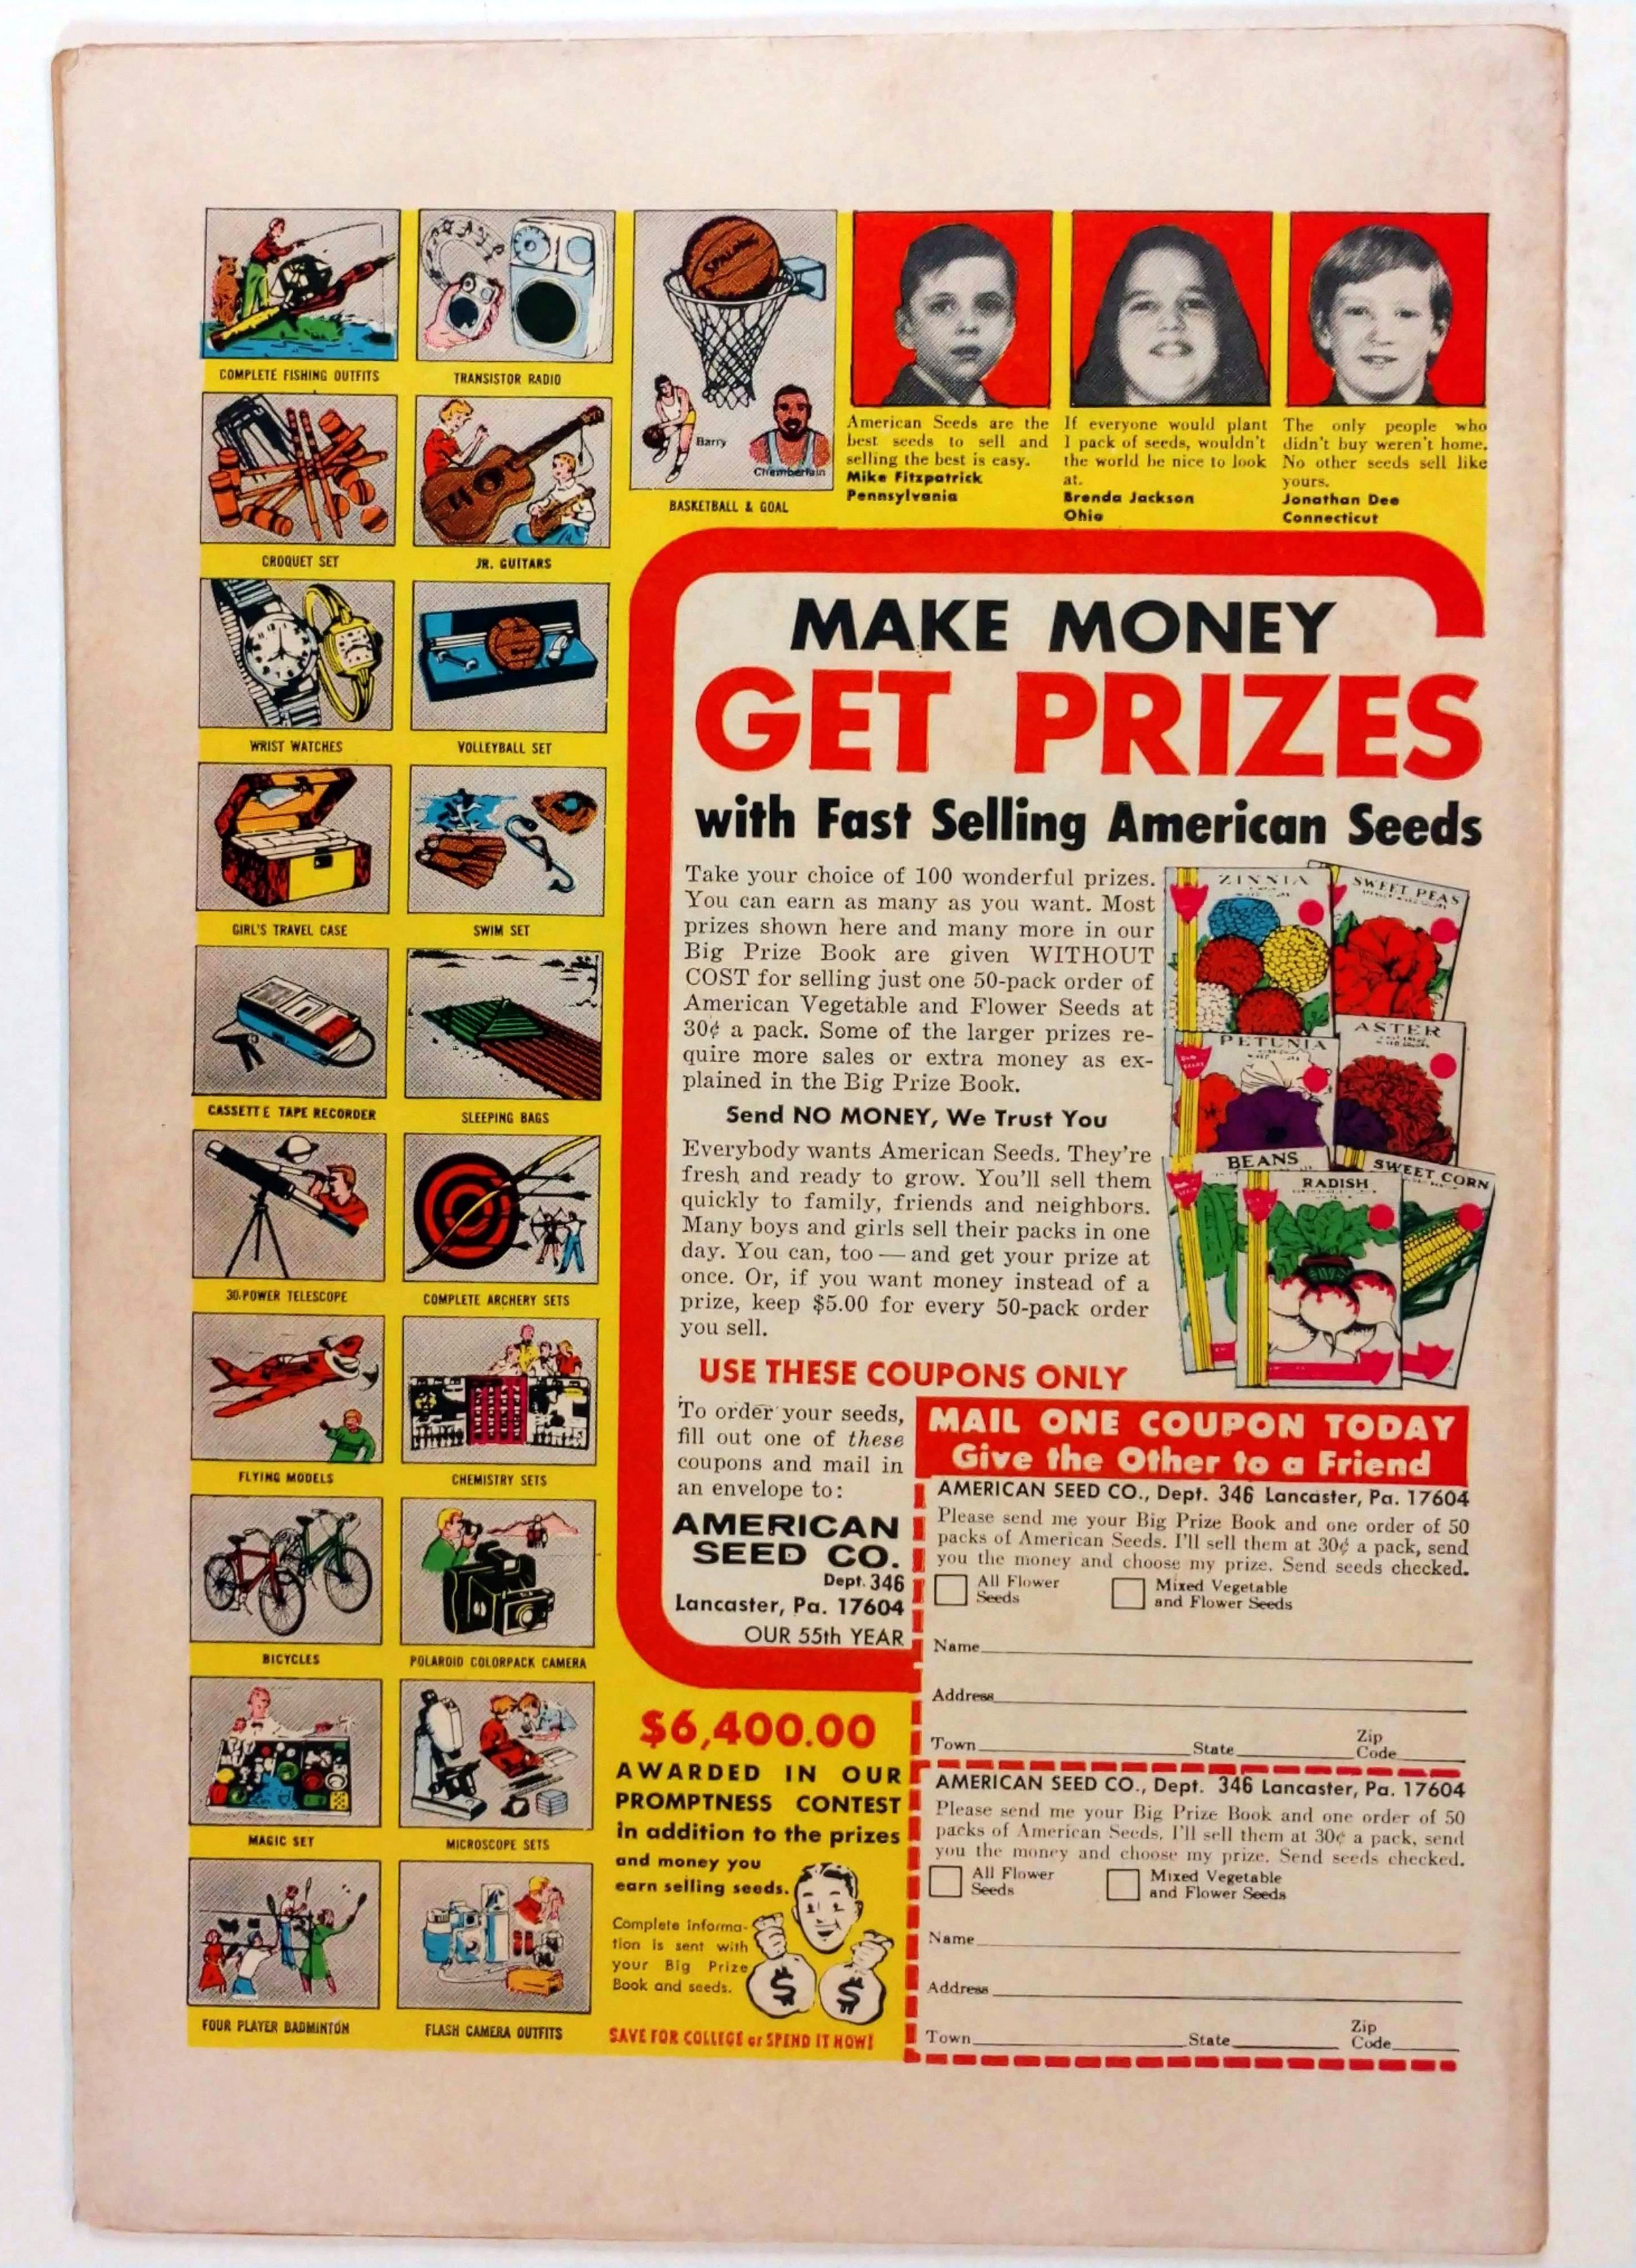 COMPLETE FISHING OUTFITS
TRANSISTOR RADIO
SPALDING
Barry
Chamberlain
BASKETBALL & GOAL
CROQUET SET
JR. GUITARS
WRIST WATCHES
VOLLEYBALL SET
GIRL'S TRAVEL CASE
SWIM SET
CASSETTE TAPE RECORDER
SLEEPING BAGS
30-POWER TELESCOPE
COMPLETE ARCHERY SETS
FLYING MODELS
CHEMISTRY SETS
BICYCLES
POLAROID COLORPACK CAMERA
MAGIC SET
MICROSCOPE SETS
FOUR PLAYER BADMINTON
FLASH CAMERA OUTFITS
American Seeds are the
best seeds to sell and
selling the best is easy.
Mike Fitzpatrick
Pennsylvania
If everyone would plant
1 pack of seeds, wouldn't
the world be nice to look
at.
Brenda Jackson
Ohio
The only people who
didn't buy weren't home.
No other seeds sell like
yours.
Jonathan Dee
Connecticut
MAKE MONEY
GET PRIZES
with Fast Selling American Seeds
Take your choice of 100 wonderful prizes.
You can earn as many as you want. Most
prizes shown here and many more in our
Big Prize Book are given WITHOUT
COST for selling just one 50-pack order of
American Vegetable and Flower Seeds at
30¢ a pack. Some of the larger prizes re-
quire more sales or extra money as ex-
plained in the Big Prize Book.
Send NO MONEY, We Trust You
Everybody wants American Seeds. They're
fresh and ready to grow. You'll sell them
quickly to family, friends and neighbors.
Many boys and girls sell their packs in one
day. You can, too — and get your prize at
once. Or, if you want money instead of a
prize, keep $5.00 for every 50-pack order
you sell.
ZINNIA
SWEET PEAS
PETUNIA
ASTER
BEANS
RADISH
SWEET CORN
USE THESE COUPONS ONLY
To order your seeds,
fill out one of these
coupons and mail in
an envelope to:
AMERICAN
SEED CO.
Dept. 346
Lancaster, Pa. 17604
OUR 55th YEAR
MAIL ONE COUPON TODAY
Give the Other to a Friend
AMERICAN SEED CO., Dept. 346 Lancaster, Pa. 17604
Please send me your Big Prize Book and one order of 50
packs of American Seeds. I'll sell them at 30¢ a pack, send
you the money and choose my prize. Send seeds checked.
All Flower
Seeds
Mixed Vegetable
and Flower Seeds
Name
Address
Town State Zip
Code
AMERICAN SEED CO., Dept. 346 Lancaster, Pa. 17604
Please send me your Big Prize Book and one order of 50
packs of American Seeds. I'll sell them at 30¢ a pack, send
you the money and choose my prize. Send seeds checked.
All Flower
Seeds
Mixed Vegetable
and Flower Seeds
Name
Address
Town State Zip
Code
$6,400.00
AWARDED IN OUR
PROMPTNESS CONTEST
in addition to the prizes
and money you
earn selling seeds.
Complete informa-
tion is sent with
your Big Prize
Book and seeds.
$ $
SAVE FOR COLLEGE or SPEND IT NOW!